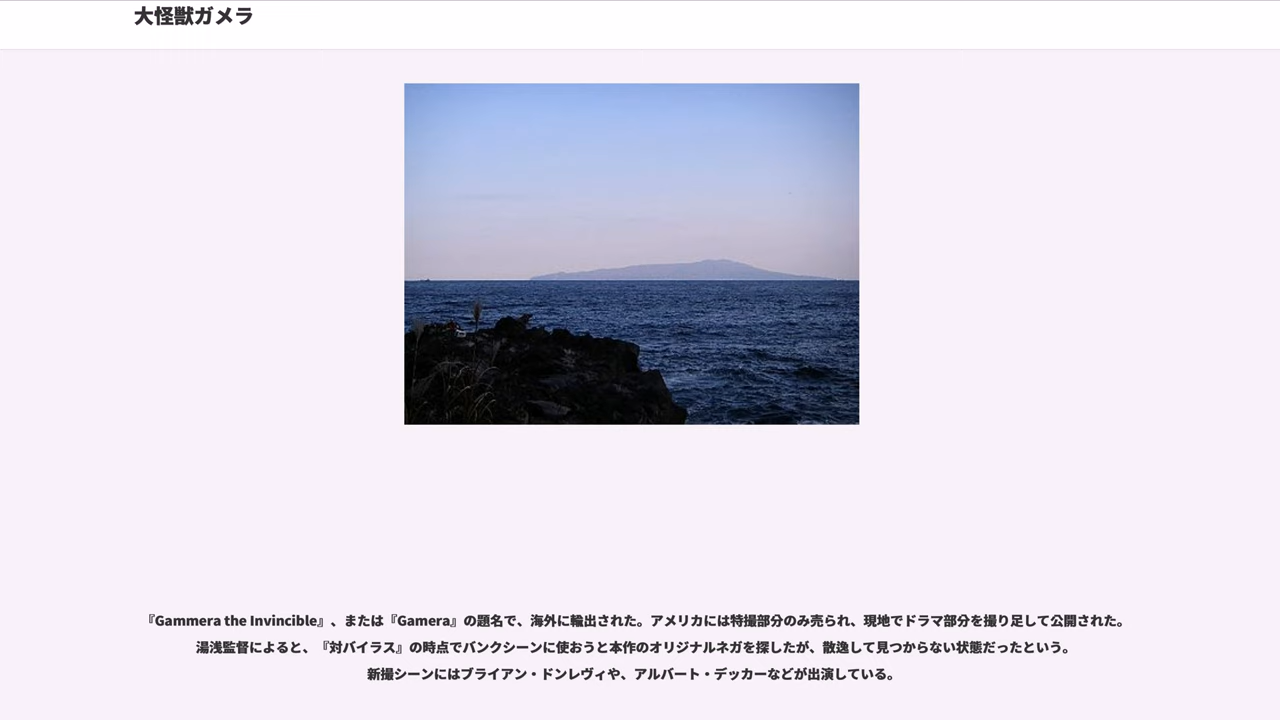 大怪獣ガメラ
『Gammera the Invincible』、または『Gamera』の題名で、海外に輸出された。アメリカには特撮部分のみ売られ、現地でドラマ部分を撮り足して公開された。
湯浅監督によると、『対バイラス』の時点でバンクシーンに使おうと本作のオリジナルネガを探したが、散逸して見つからない状態だったという。
新撮シーンにはブライアン・ドンレヴィや、アルバート・デッカーなどが出演している。